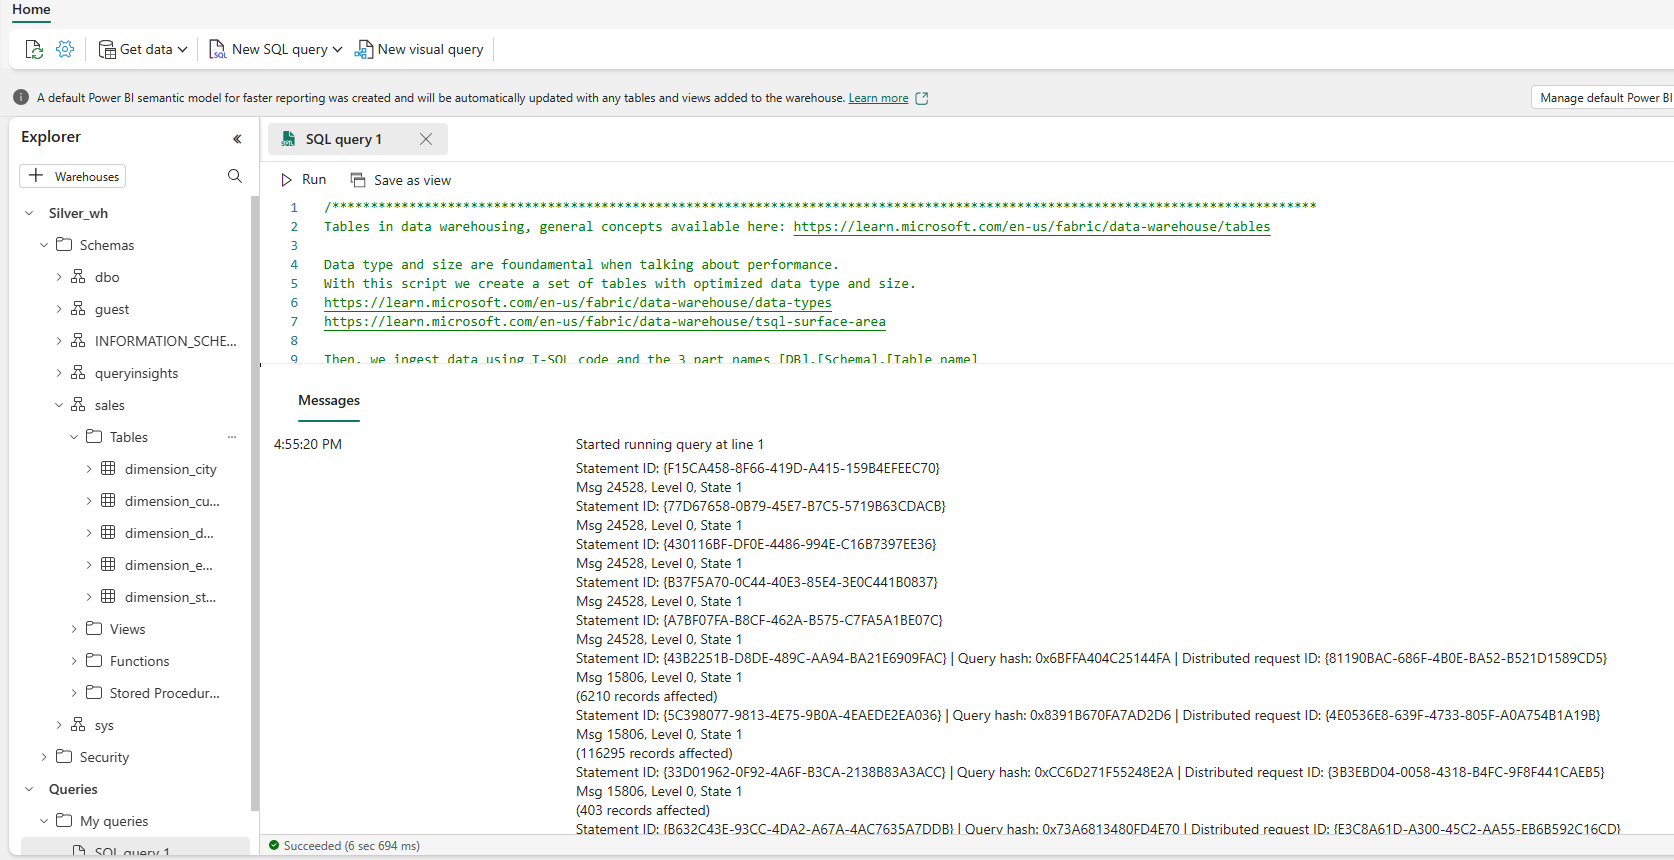 Home
Get data
New SQL query
New visual query
A default Power BI semantic model for faster reporting was created and will be automatically updated with any tables and views added to the warehouse. Learn more
Manage default Power BI
Explorer
Warehouses
Silver_wh
Schemas
dbo
guest
INFORMATION_SCHE...
queryinsights
sales
Tables
...
dimension_city
dimension_cu...
dimension_d...
dimension_e...
dimension_st...
Views
Functions
Stored Procedur...
sys
Security
Queries
My queries
SQL query 1
SQL query 1
Run
Save as view
1 /*******************************************************************************************************************************
2 Tables in data warehousing, general concepts available here: https://learn.microsoft.com/en-us/fabric/data-warehouse/tables
3
4 Data type and size are foundamental when talking about performance.
5 With this script we create a set of tables with optimized data type and size.
6 https://learn.microsoft.com/en-us/fabric/data-warehouse/data-types
7 https://learn.microsoft.com/en-us/fabric/data-warehouse/tsql-surface-area
8
9 Then, we ingest data using T-SQL code and the 3 part names [DB].[Schema].[Table name]
Messages
4:55:20 PM
Started running query at line 1
Statement ID: {F15CA458-8F66-419D-A415-159B4EFEEC70}
Msg 24528, Level 0, State 1
Statement ID: {77D67658-0B79-45E7-B7C5-5719B63CDACB}
Msg 24528, Level 0, State 1
Statement ID: {430116BF-DF0E-4486-994E-C16B7397EE36}
Msg 24528, Level 0, State 1
Statement ID: {B37F5A70-0C44-40E3-85E4-3E0C441B0837}
Msg 24528, Level 0, State 1
Statement ID: {A7BF07FA-B8CF-462A-B575-C7FA5A1BE07C}
Msg 24528, Level 0, State 1
Statement ID: {43B2251B-D8DE-489C-AA94-BA21E6909FAC} | Query hash: 0x6BFFA404C25144FA | Distributed request ID: {81190BAC-686F-4B0E-BA52-B521D1589CD5}
Msg 15806, Level 0, State 1
(6210 records affected)
Statement ID: {5C398077-9813-4E75-9B0A-4EAEDE2EA036} | Query hash: 0x8391B670FA7AD2D6 | Distributed request ID: {4E0536E8-639F-4733-805F-A0A754B1A19B}
Msg 15806, Level 0, State 1
(116295 records affected)
Statement ID: {33D01962-0F92-4A6F-B3CA-2138B83A3ACC} | Query hash: 0xCC6D271F55248E2A | Distributed request ID: {3B3EBD04-0058-4318-B4FC-9F8F441CAEB5}
Msg 15806, Level 0, State 1
(403 records affected)
Statement ID: {B632C43E-93CC-4DA2-A67A-4AC7635A7DDB} | Query hash: 0x73A6813480FD4E70 | Distributed request ID: {E3C8A61D-A300-45C2-AA55-EB6B592C16CD}
Succeeded (6 sec 694 ms)